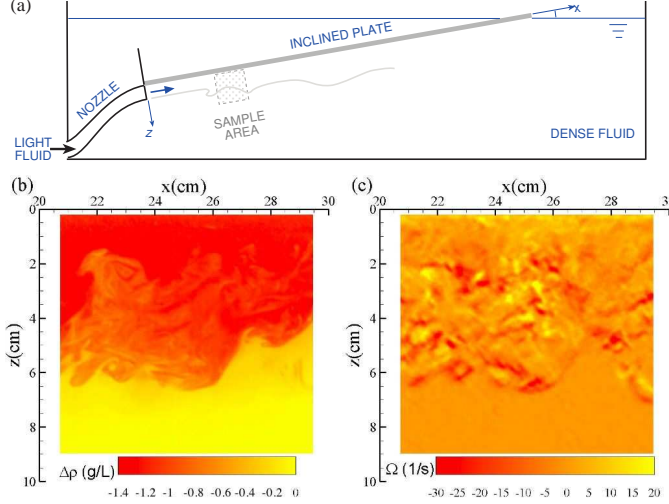 (a)
x
INCLINED PLATE
NOZZLE
z
SAMPLE
AREA
LIGHT
FLUID
DENSE FLUID
(b)
x(cm)
20 22 24 26 28 30
0
2
4
6
8
10
z(cm)
Δρ (g/L)
-1.4 -1.2 -1 -0.8 -0.6 -0.4 -0.2 0
(c)
x(cm)
20 22 24 26 28 3
0
2
4
6
8
10
z(cm)
Ω (1/s)
-30 -25 -20 -15 -10 -5 0 5 10 15 20